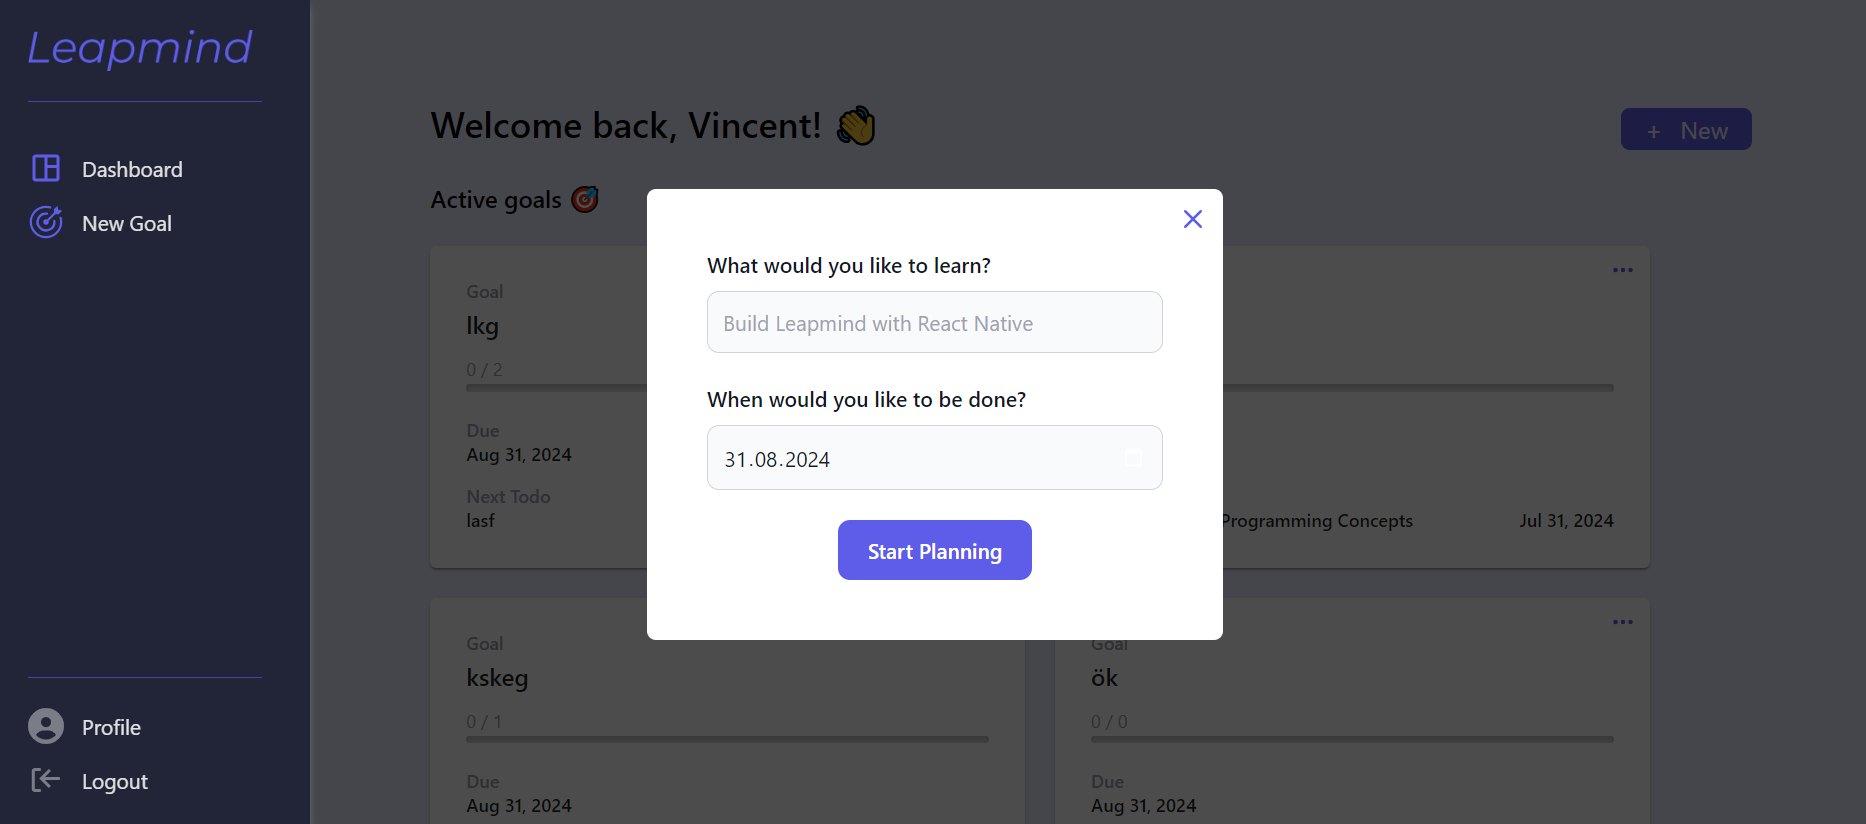 Leapmind
Dashboard
New Goal
Profile
Logout
Welcome back, Vincent! 👋
+ New
Active goals 🎯
Goal
lkg
0 / 2
Due
Aug 31, 2024
Next Todo
lasf
Programming Concepts
Jul 31, 2024
What would you like to learn?
Build Leapmind with React Native
When would you like to be done?
31.08.2024
Start Planning
Goal
kskeg
0 / 1
Due
Aug 31, 2024
Goal
ök
0 / 0
Due
Aug 31, 2024